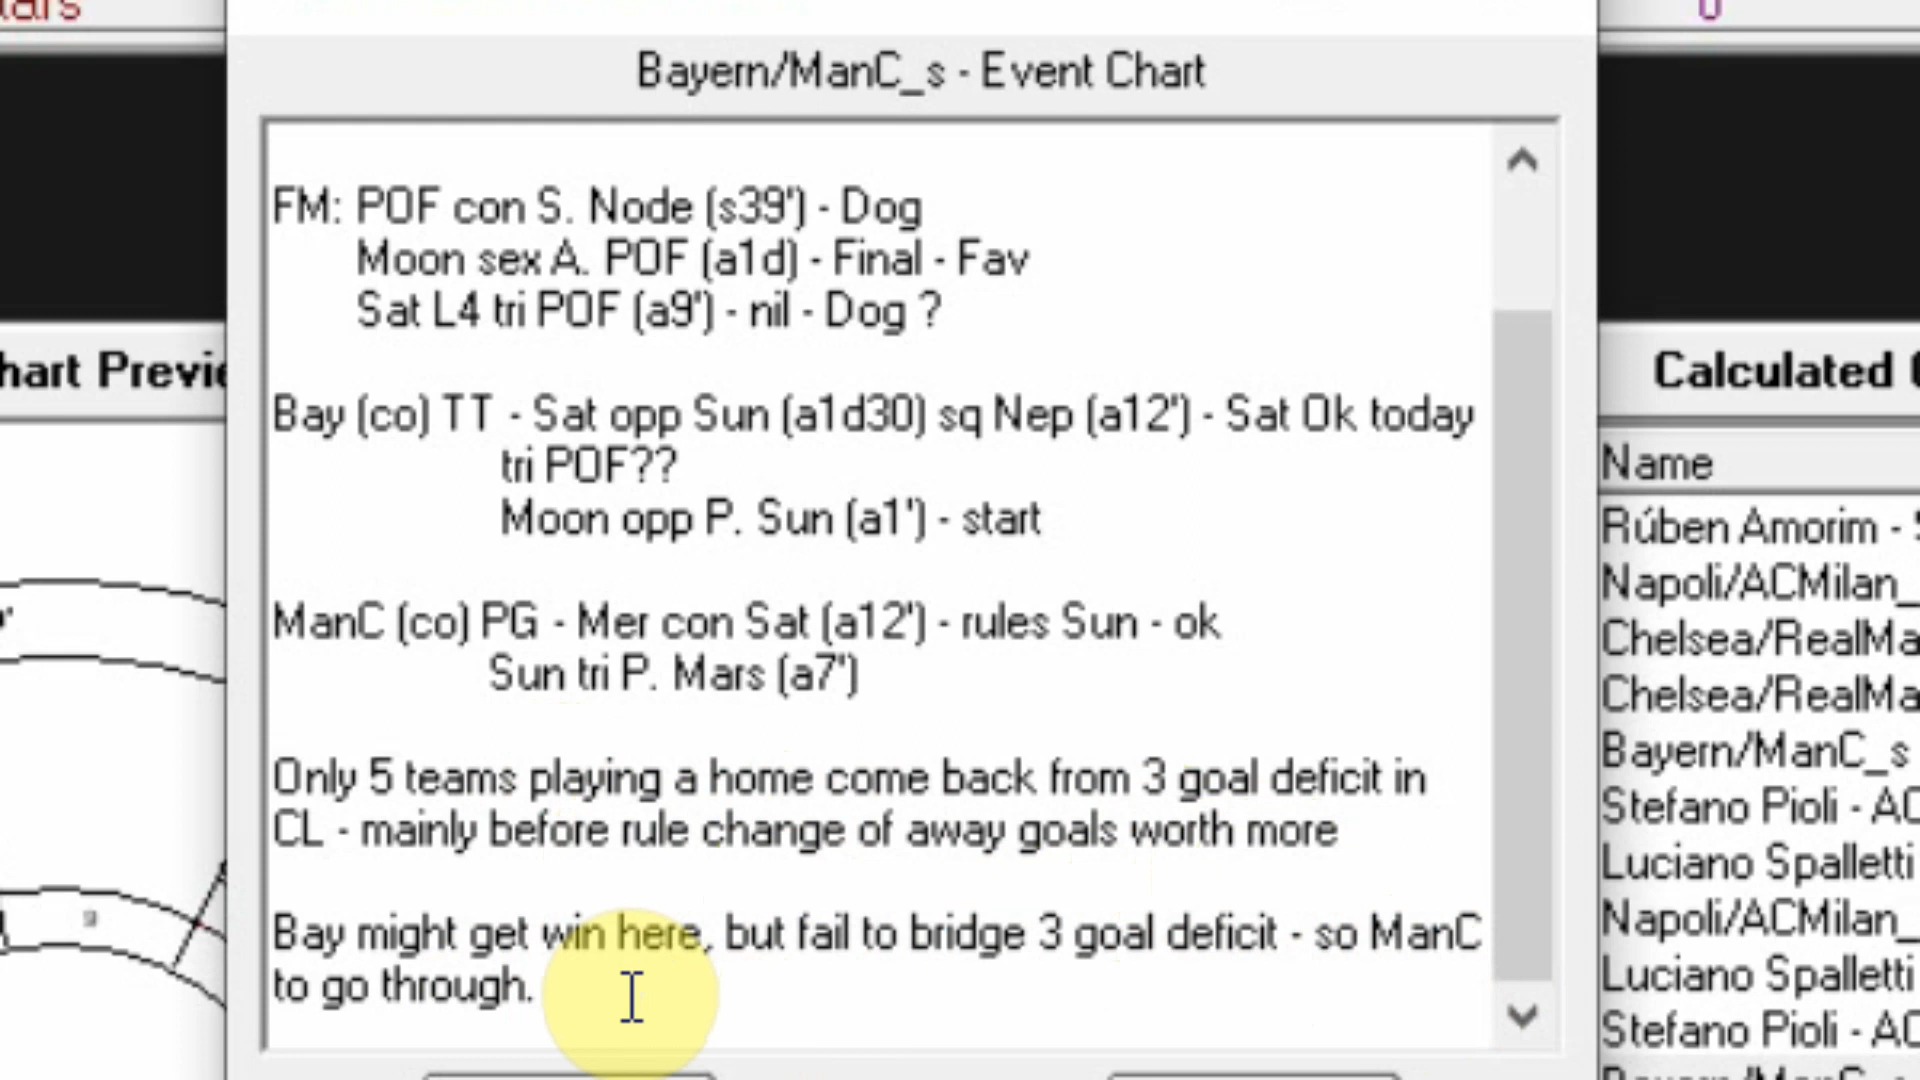 Bayern/ManC_s - Event Chart
FM: POF con S. Node (s39') - Dog
Moon sex A. POF (a1d) - Final - Fav
Sat L4 tri POF (a9') - nil - Dog ?
Bay (co) TT - Sat opp Sun (a1d30) sq Nep (a12') - Sat Ok today
tri POF??
Moon opp P. Sun (a1') - start
ManC (co) PG - Mer con Sat (a12') - rules Sun - ok
Sun tri P. Mars (a7')
Only 5 teams playing a home come back from 3 goal deficit in
CL - mainly before rule change of away goals worth more
Bay might get win here, but fail to bridge 3 goal deficit - so ManC
to go through.
hart Previe
9
Calculated
Name
Rúben Amorim -
Napoli/ACMilan_
Chelsea/RealMa
Chelsea/RealMa
Bayern/ManC_s
Stefano Pioli - AC
Luciano Spalletti
Napoli/ACMilan_
Luciano Spalletti
Stefano Pioli - AC